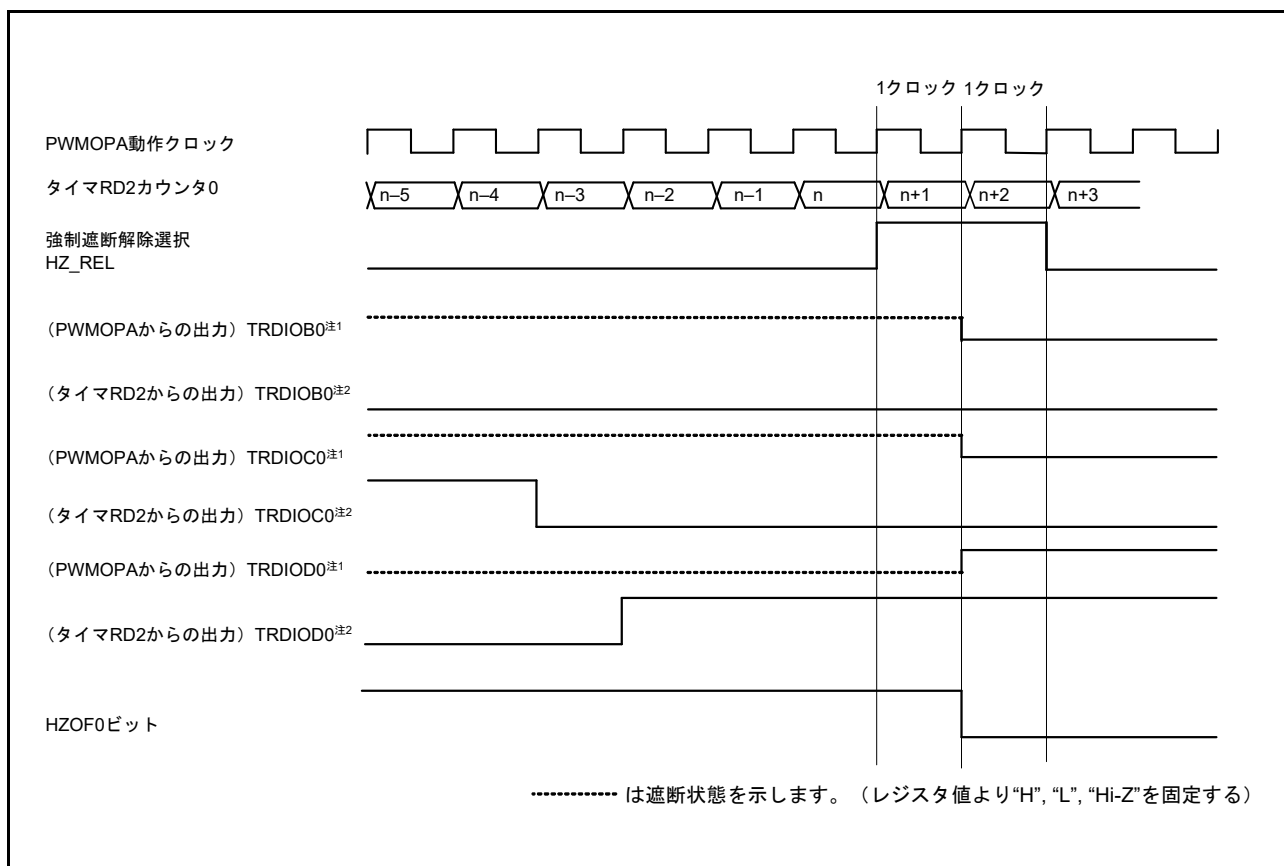 1クロック 1クロック
PWMOPA動作クロック
タイマRD2カウンタ0
n–5 n–4 n–3 n–2 n–1 n n+1 n+2 n+3
強制遮断解除選択
HZ_REL
（PWMOPAからの出力）TRDIOB0注1
（タイマRD2からの出力）TRDIOB0注2
（PWMOPAからの出力）TRDIOC0注1
（タイマRD2からの出力）TRDIOC0注2
（PWMOPAからの出力）TRDIOD0注1
（タイマRD2からの出力）TRDIOD0注2
HZOF0ビット
は遮断状態を示します。（レジスタ値より“H”, “L”, “Hi-Z”を固定する）